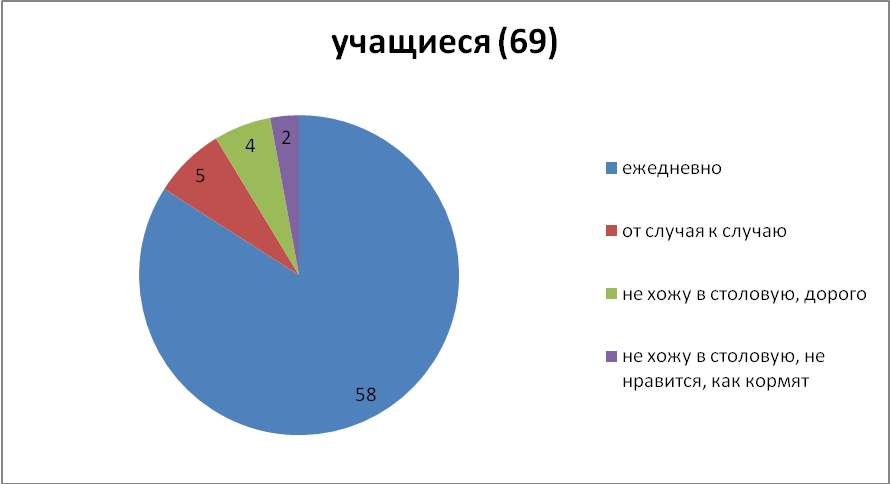 учащиеся (69)
2
4
5
58
ежедневно
от случая к случаю
не хожу в столовую, дорого
не хожу в столовую, не
нравится, как кормят